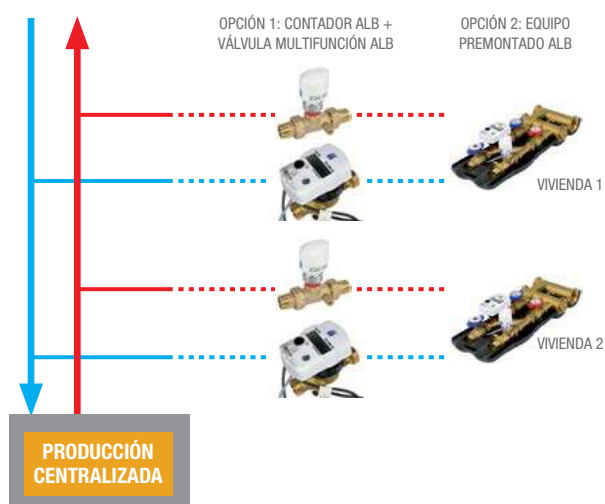 OPCIÓN 1: CONTADOR ALB +
VÁLVULA MULTIFUNCIÓN ALB
OPCIÓN 2: EQUIPO
PREMONTADO ALB
VIVIENDA 1
VIVIENDA 2
PRODUCCIÓN
CENTRALIZADA